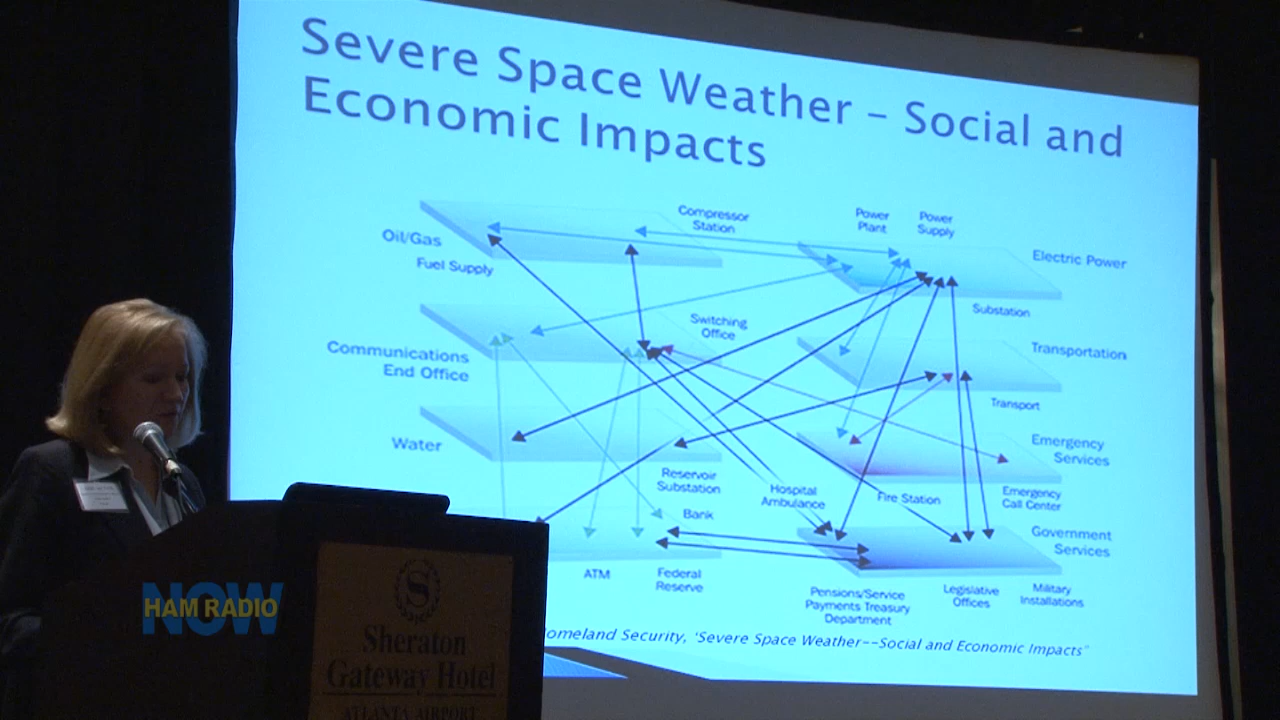 Severe Space Weather – Social and
Economic Impacts
Compressor
Station
Power
Plant
Power
Supply
Oil/Gas
Fuel Supply
Electric Power
Substation
Switching
Office
Communications
End Office
Transportation
Transport
Water
Reservoir
Substation
Emergency
Services
Hospital
Ambulance
Fire Station
Emergency
Call Center
Bank
Government
Services
ATM
Federal
Reserve
Pensions/Service
Payments Treasury
Department
Legislative
Offices
Military
Installations
omeland Security, 'Severe Space Weather--Social and Economic Impacts"
NOW
HAM RADIO
S
Sheraton
Gateway Hotel
ATLANTA AIRPORT